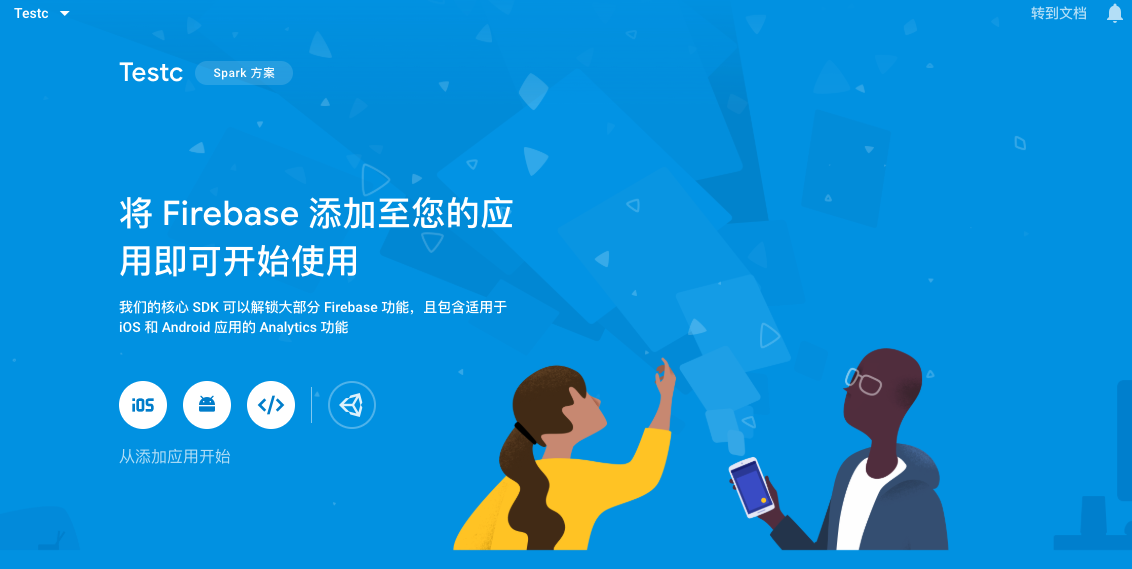 Testc
转到文档
Testc
Spark 方案
将 Firebase 添加至您的应
用即可开始使用
我们的核心 SDK 可以解锁大部分 Firebase 功能，且包含适用于
iOS 和 Android 应用的 Analytics 功能
iOS
从添加应用开始